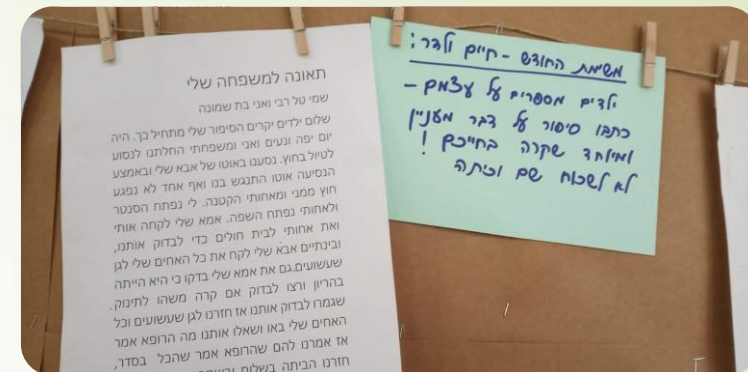 תאונה למשפחה שלי
שמי טל רבי ואני בת שמונה
שלום ילדים יקרים הסיפור שלי מתחיל כך. היה
יום יפה ונעים ואני ומשפחתי החלטנו לנסוע
לטיול בחוץ. נסענו באוטו של אבא שלי ובאמצע
הנסיעה אוטו התנגש בנו ואף אחד לא נפגע
חוץ ממני ומאחותי הקטנה. לי נפתח הסנטר
ולאחותי נפתח השפה. אמא שלי לקחה אותי
ואת אחותי לבית חולים כדי לבדוק אותנו,
ובינתיים אבא שלי לקח את כל האחים שלי לגן
שעשועים.גם את אמא שלי בדקו כי היא הייתה
בהריון ורצו לבדוק אם קרה משהו לתינוק.
שגמרו לבדוק אותנו אז חזרנו לגן שעשועים וכל
האחים שלי באו ושאלו אותנו מה הרופא אמר
אז אמרנו להם שהרופא אמר שהכל בסדר,
חזרנו הביתה בשלום
משימת החודש - חיים ולדר:
ילדים מספרים על עצמם -
כתבו סיפור על דבר מעניין
ומיוחד שקרה בחייכם !
לא לשכוח שם וכיתה